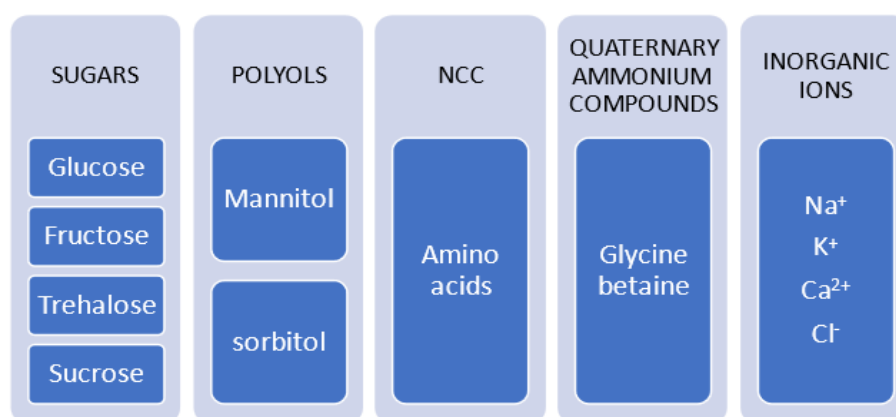 SUGARS
Glucose
Fructose
Trehalose
Sucrose
POLYOLS
Mannitol
sorbitol
NCC
Amino
acids
QUATERNARY
AMMONIUM
COMPOUNDS
Glycine
betaine
INORGANIC
IONS
Na⁺
K⁺
Ca²⁺
Cl⁻